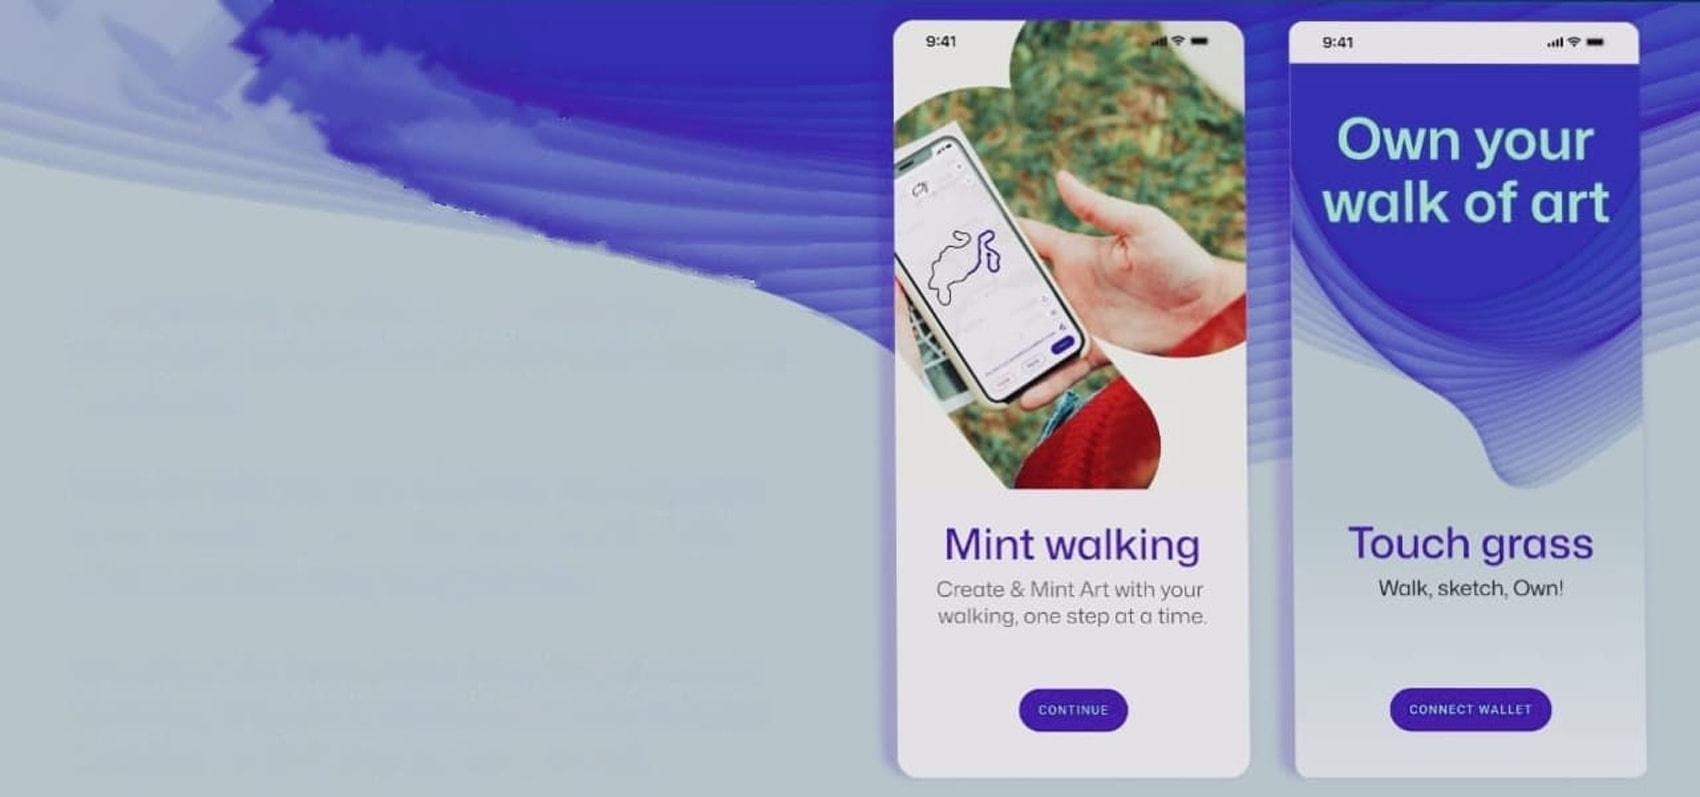 9:41
Mint walking
Create & Mint Art with your
walking, one step at a time.
CONTINUE
9:41
Own your
walk of art
Touch grass
Walk, sketch, Own!
CONNECT WALLET